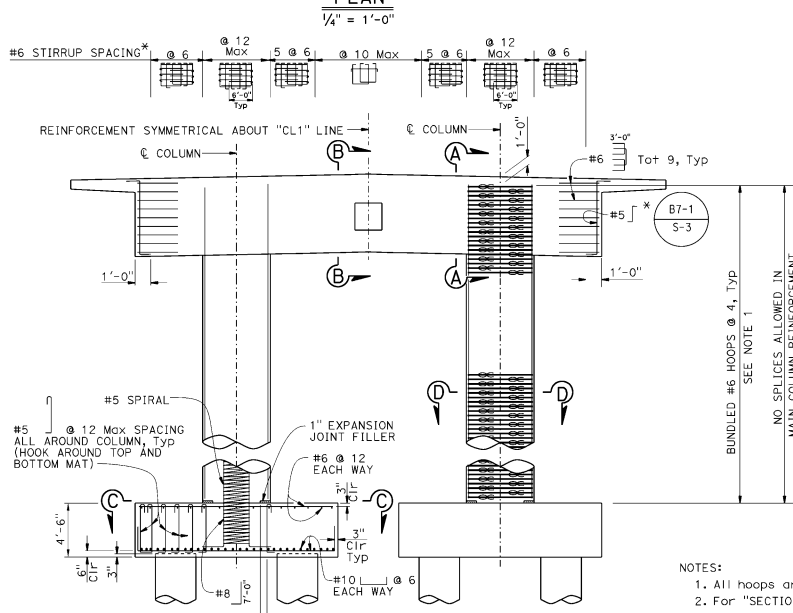 PLAN
1/4" = 1'-0"
#6 STIRRUP SPACING*
@ 6
@ 12
Max
5 @ 6
@ 10 Max
5 @ 6
@ 12
Max
@ 6
6'-0"
Typ
6'-0"
Typ
REINFORCEMENT SYMMETRICAL ABOUT "CL1" LINE
℄ COLUMN
1'-0"
3'-0"
℄ COLUMN
B
A
#6
Tot 9, Typ
#5
*
B7-1
S-3
B
A
1'-0"
1'-0"
BUNDLED #6 HOOPS @ 4, Typ
SEE NOTE 1
NO SPLICES ALLOWED IN
MAIN COLUMN REINFORCEMENT
#5 SPIRAL
D
D
#5
@ 12 Max SPACING
ALL AROUND COLUMN, Typ
(HOOK AROUND TOP AND
BOTTOM MAT)
1" EXPANSION
JOINT FILLER
#6 @ 12
EACH WAY
C
3"
Clr
C
4'-6"
3"
Clr
Typ
6"
Clr
3"
#8
7'-0"
#10
@ 6
EACH WAY
NOTES:
1. All hoops
2. For